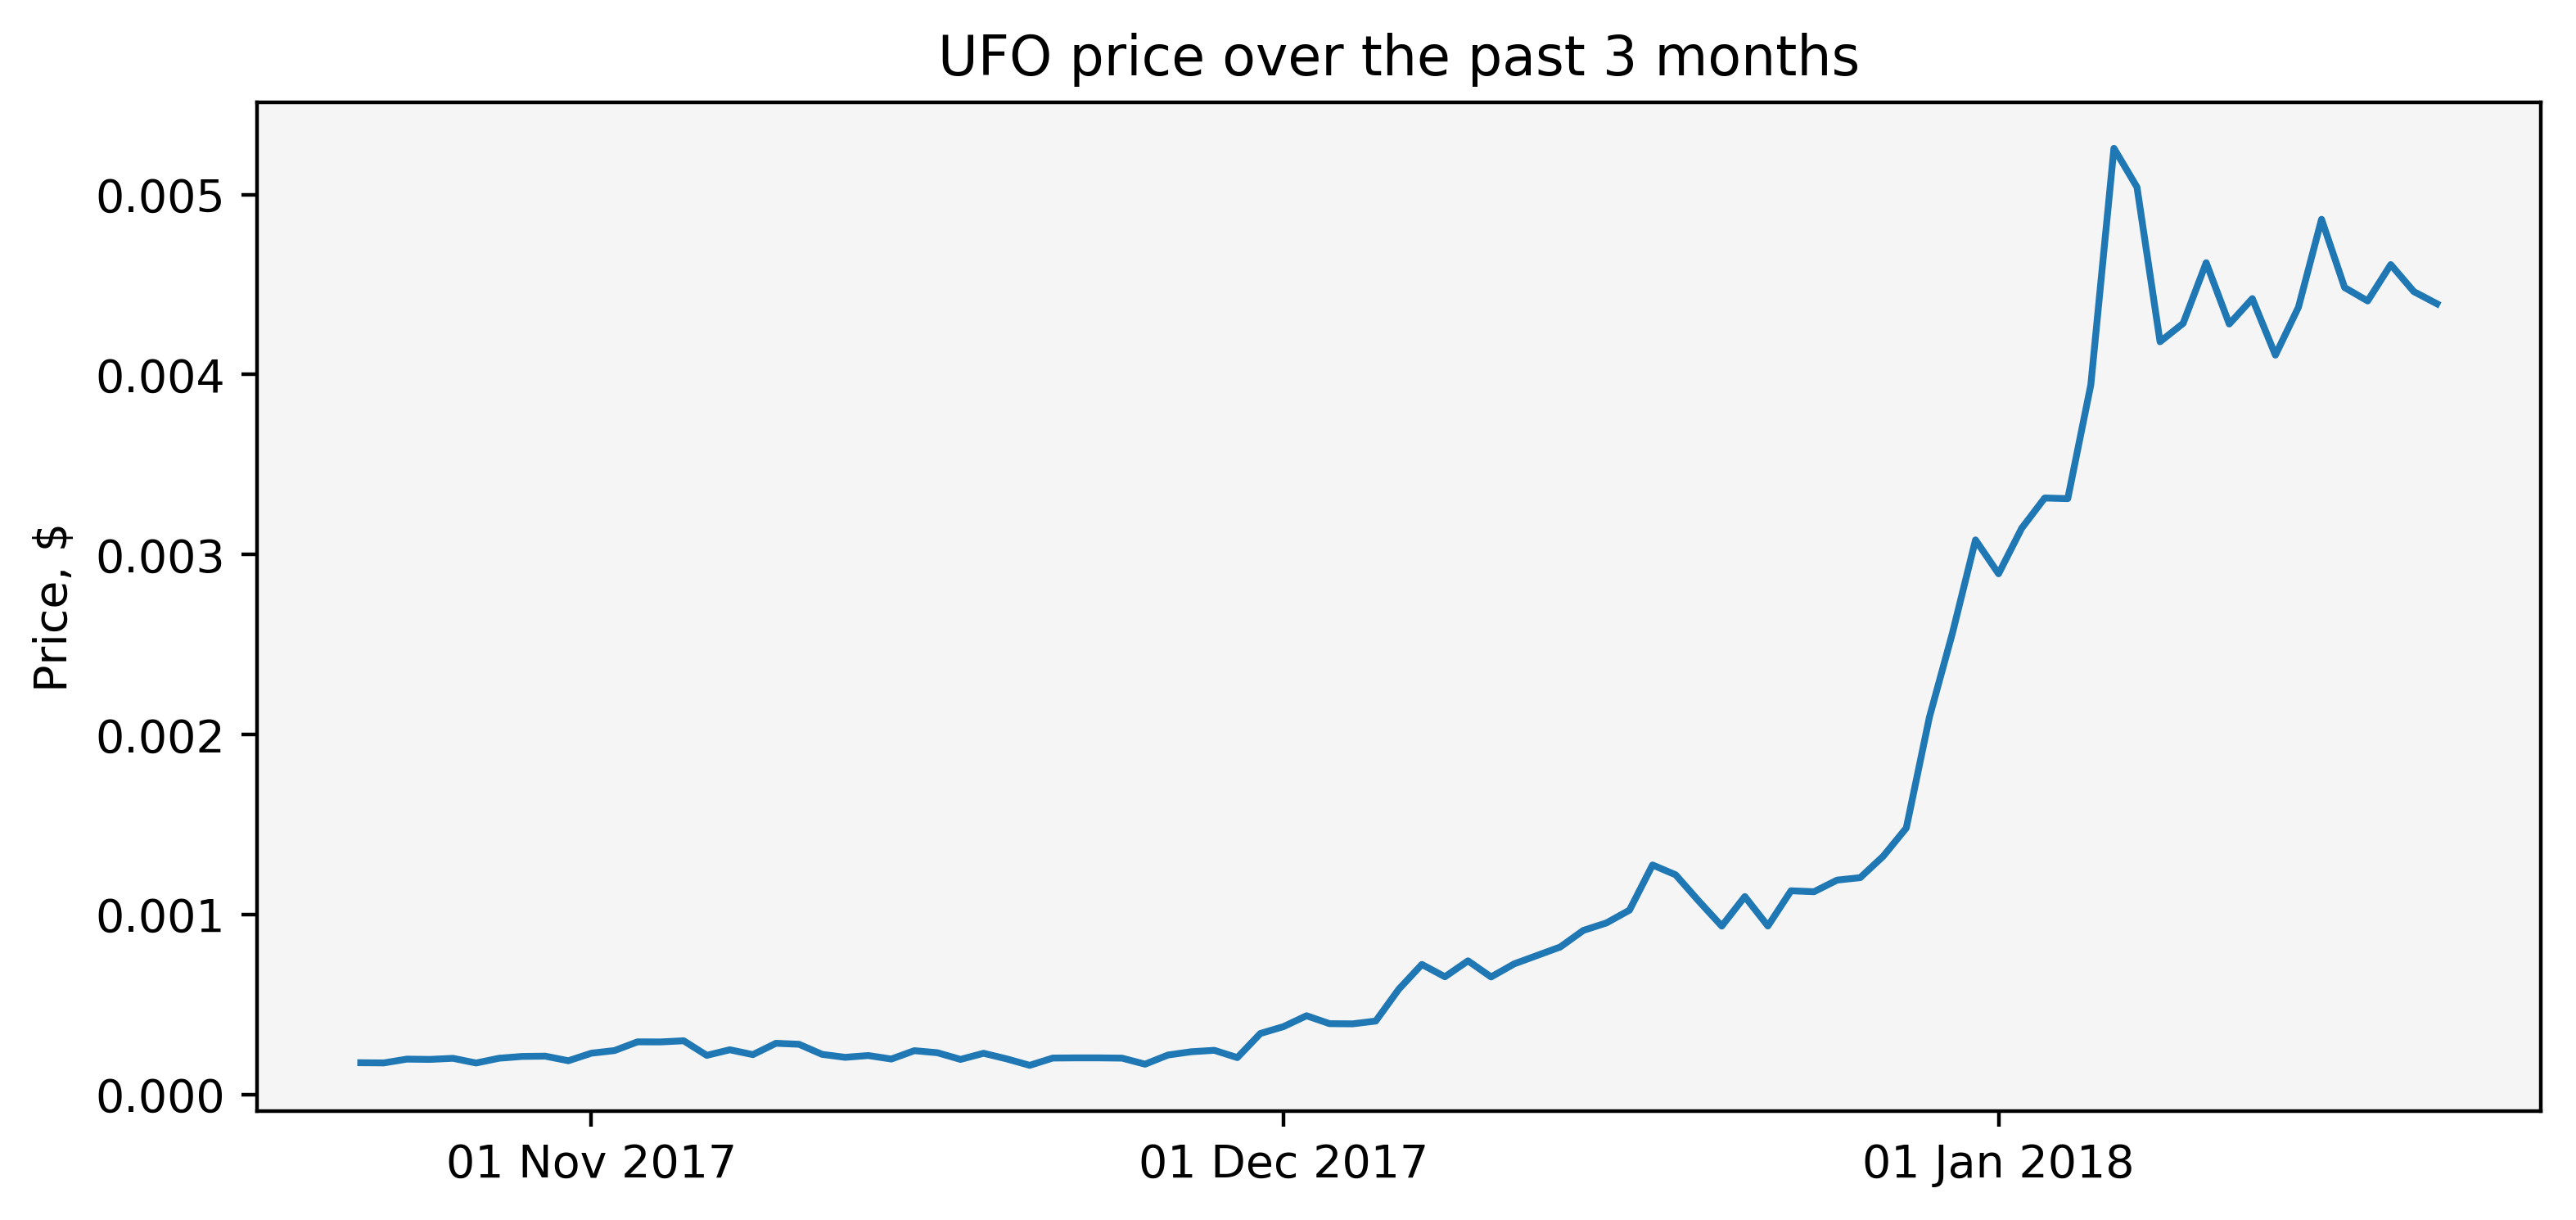 UFO price over the past 3 months
Price, $
0.005
0.004
0.003
0.002
0.001
0.000
01 Nov 2017
01 Dec 2017
01 Jan 2018